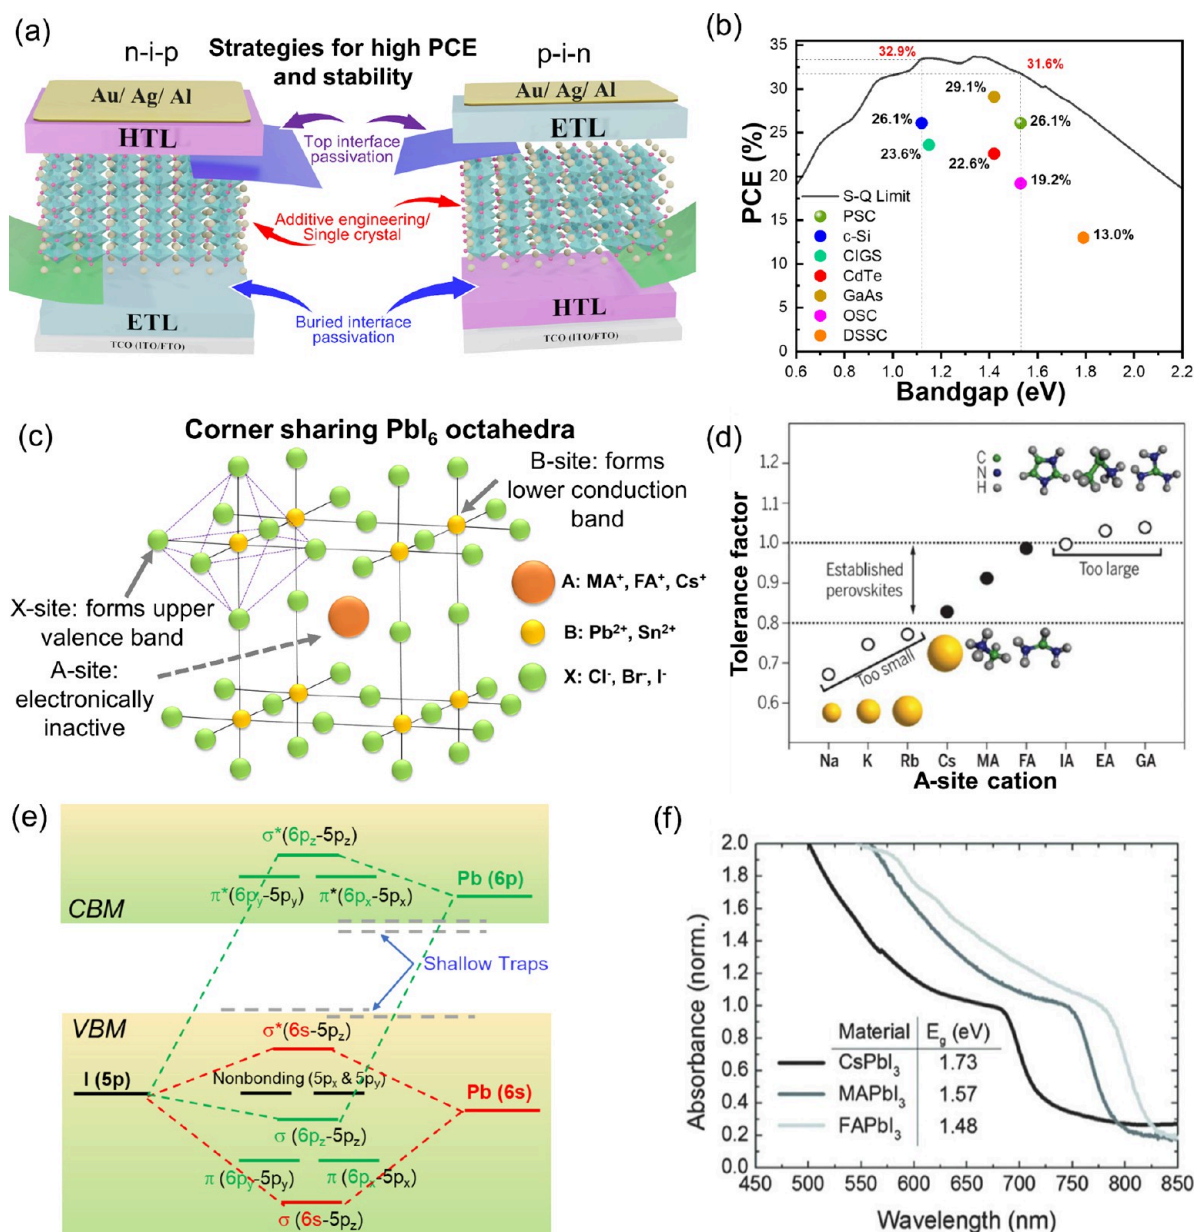 (a)
n-i-p
Strategies for high PCE
and stability
p-i-n
Au/ Ag/ Al
HTL
ETL
TCO (ITO/FTO)
Top interface
passivation
Additive engineering/
Single crystal
Buried interface
passivation
Au/ Ag/ Al
ETL
HTL
TCO (ITO/FTO)
(b)
PCE (%)
35
30
25
20
15
10
5
0
32.9%
31.6%
29.1%
26.1%
26.1%
23.6%
22.6%
19.2%
13.0%
S-Q Limit
PSC
c-Si
CIGS
CdTe
GaAs
OSC
DSSC
0.6 0.8 1.0 1.2 1.4 1.6 1.8 2.0 2.2
Bandgap (eV)
(c)
Corner sharing PbI6 octahedra
B-site: forms
lower conduction
band
X-site: forms upper
valence band
A-site:
electronically
inactive
A: MA+, FA+, Cs+
B: Pb2+, Sn2+
X: Cl-, Br-, I-
(d)
Tolerance factor
1.2
1.1
1.0
0.9
0.8
0.7
0.6
C
N
H
Established
perovskites
Too large
Too small
Na K Rb Cs MA FA IA EA GA
A-site cation
(e)
σ*(6pz-5pz)
π*(6py-5py) π*(6px-5px)
Pb (6p)
CBM
Shallow Traps
VBM
σ*(6s-5pz)
I (5p)
Nonbonding (5px & 5py)
Pb (6s)
σ (6pz-5pz)
π (6py-5py) π (6px-5px)
σ (6s-5pz)
(f)
Absorbance (norm.)
2.0
1.8
1.6
1.4
1.2
1.0
0.8
0.6
0.4
0.2
0.0
Material Eg (eV)
CsPbI3 1.73
MAPbI3 1.57
FAPbI3 1.48
450 500 550 600 650 700 750 800 850
Wavelength (nm)